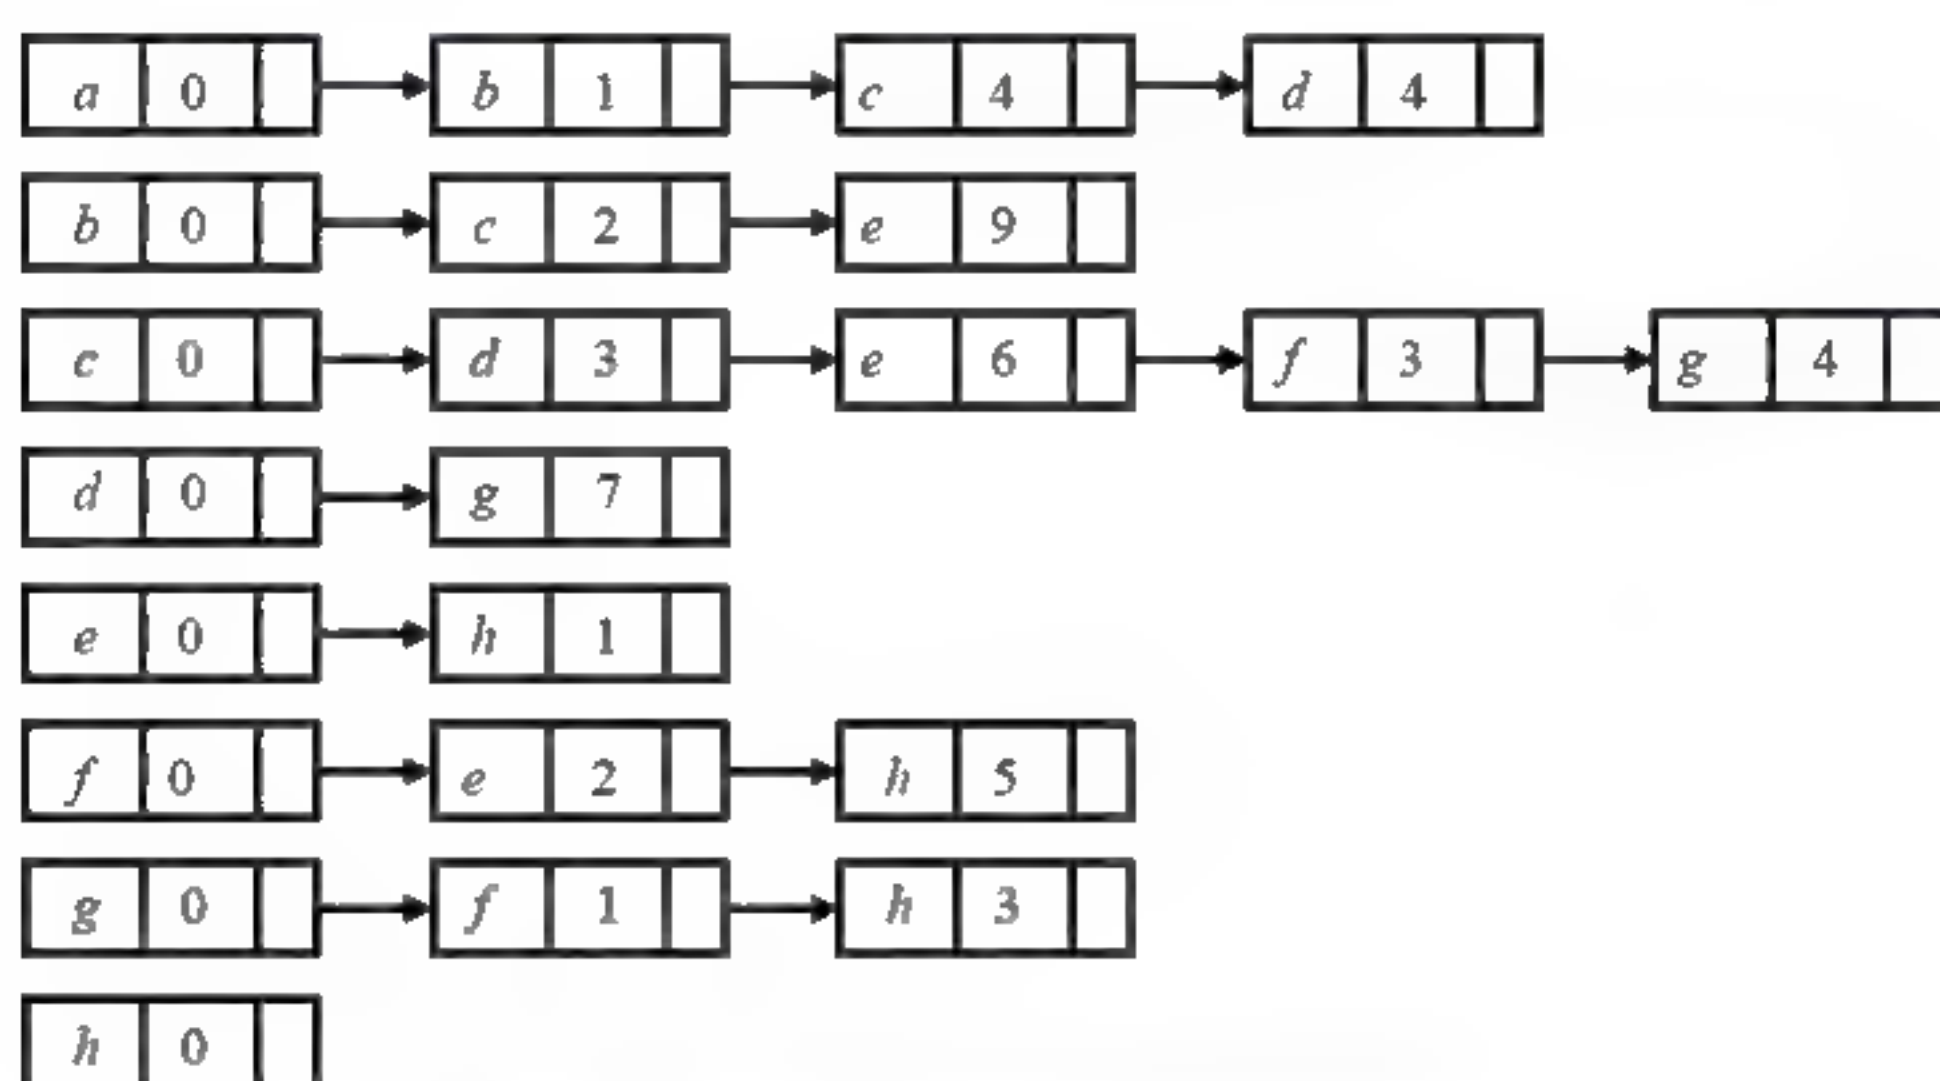 a 0 b 1 c 4 d 4
b 0 c 2 e 9
c 0 d 3 e 6 f 3 g 4
d 0 g 7
e 0 h 1
f 0 e 2 h 5
g 0 f 1 h 3
h 0